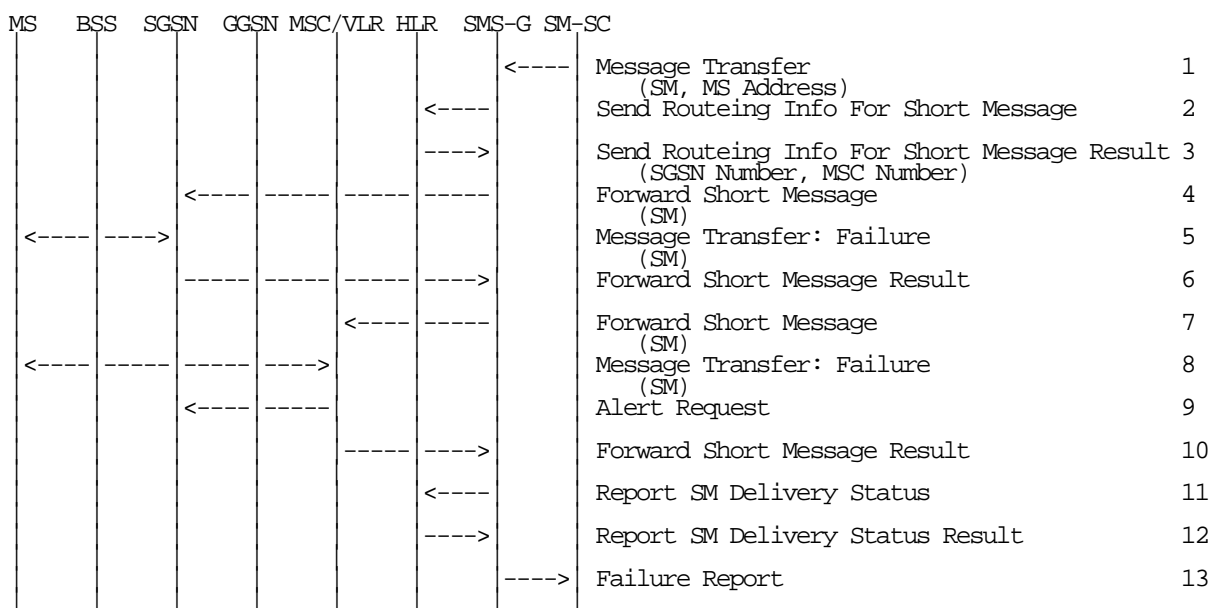 MS BSS SGSN GGSN MSC/VLR HLR SMS-G SM-SC
Message Transfer 1
(SM, MS Address)
Send Routeing Info For Short Message 2
Send Routeing Info For Short Message Result 3
(SGSN Number, MSC Number)
Forward Short Message 4
(SM)
Message Transfer: Failure 5
(SM)
Forward Short Message Result 6
Forward Short Message 7
(SM)
Message Transfer: Failure 8
(SM)
Alert Request 9
Forward Short Message Result 10
Report SM Delivery Status 11
Report SM Delivery Status Result 12
Failure Report 13